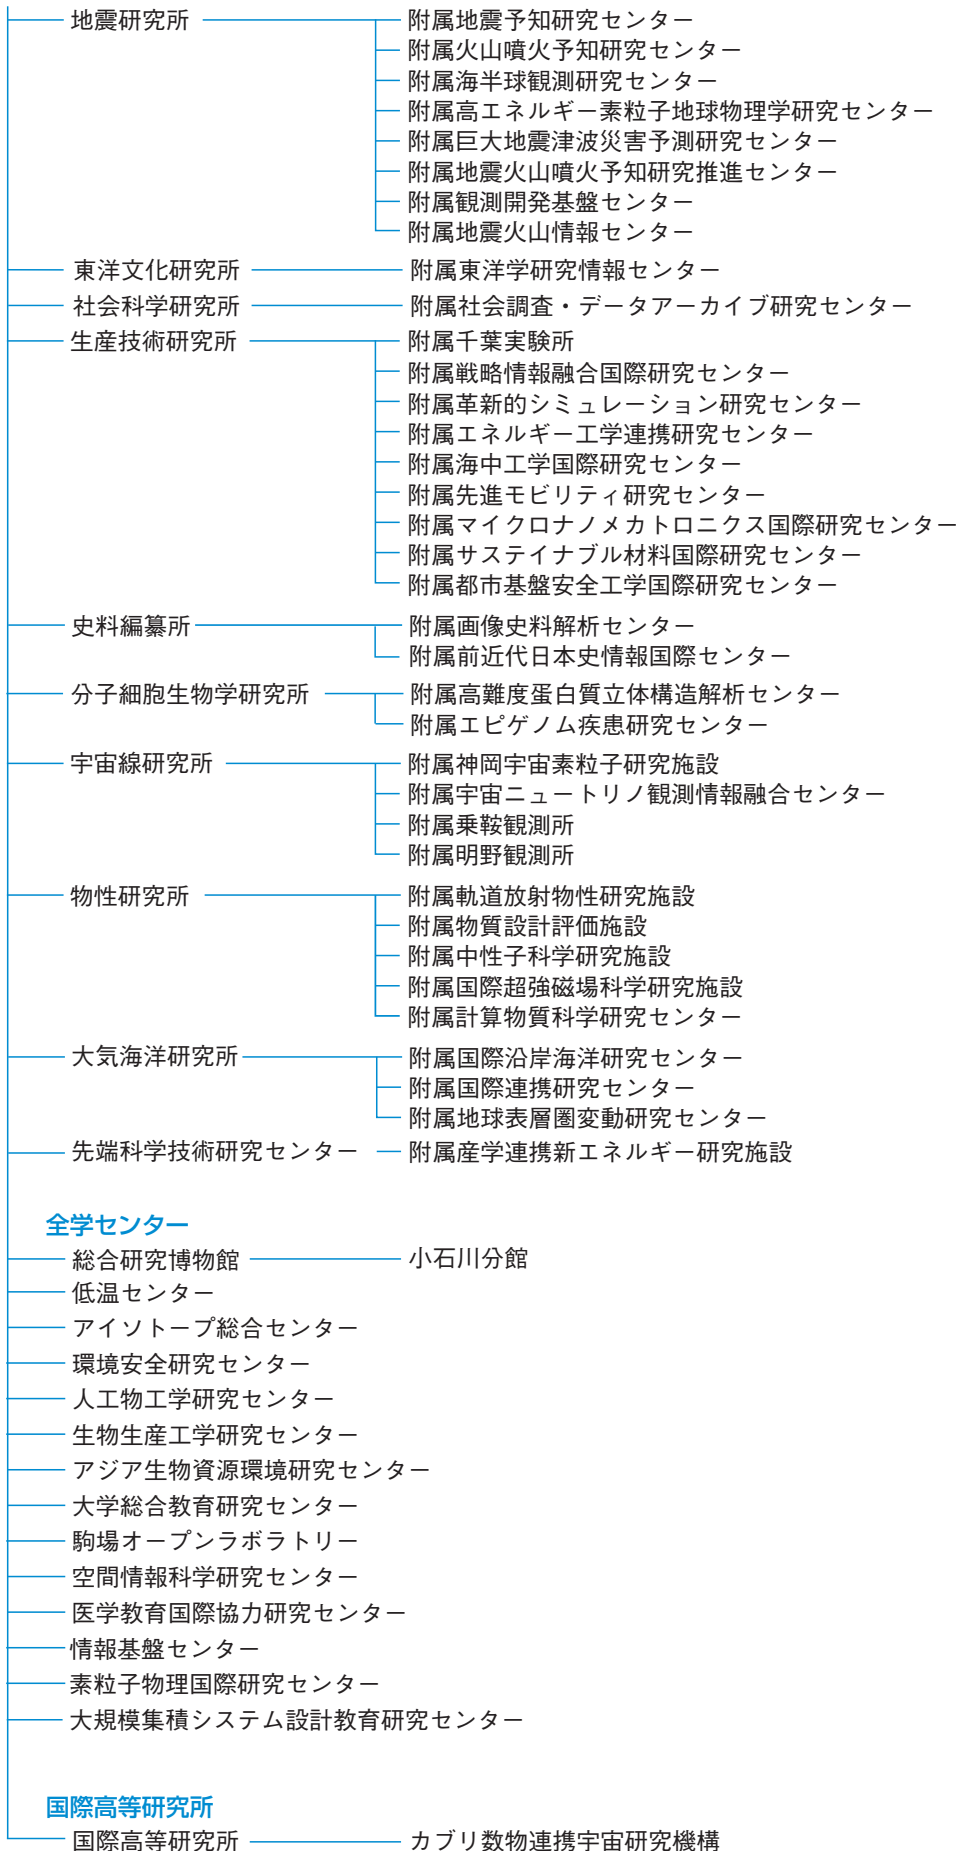 地震研究所 附属地震予知研究センター
附属火山噴火予知研究センター
附属海半球観測研究センター
附属高エネルギー素粒子地球物理学研究センター
附属巨大地震津波災害予測研究センター
附属地震火山噴火予知研究推進センター
附属観測開発基盤センター
附属地震火山情報センター
東洋文化研究所 附属東洋学研究情報センター
社会科学研究所 附属社会調査・データアーカイブ研究センター
生産技術研究所 附属千葉実験所
附属戦略情報融合国際研究センター
附属革新的シミュレーション研究センター
附属エネルギー工学連携研究センター
附属海中工学国際研究センター
附属先進モビリティ研究センター
附属マイクロナノメカトロニクス国際研究センター
附属サステイナブル材料国際研究センター
附属都市基盤安全工学国際研究センター
史料編纂所 附属画像史料解析センター
附属前近代日本史情報国際センター
分子細胞生物学研究所 附属高難度蛋白質立体構造解析センター
附属エピゲノム疾患研究センター
宇宙線研究所 附属神岡宇宙素粒子研究施設
附属宇宙ニュートリノ観測情報融合センター
附属乗鞍観測所
附属明野観測所
物性研究所 附属軌道放射物性研究施設
附属物質設計評価施設
附属中性子科学研究施設
附属国際超強磁場科学研究施設
附属計算物質科学研究センター
大気海洋研究所 附属国際沿岸海洋研究センター
附属国際連携研究センター
附属地球表層圏変動研究センター
先端科学技術研究センター 附属産学連携新エネルギー研究施設
全学センター
総合研究博物館 小石川分館
低温センター
アイソトープ総合センター
環境安全研究センター
人工物工学研究センター
生物生産工学研究センター
アジア生物資源環境研究センター
大学総合教育研究センター
駒場オープンラボラトリー
空間情報科学研究センター
医学教育国際協力研究センター
情報基盤センター
素粒子物理国際研究センター
大規模集積システム設計教育研究センター
国際高等研究所
国際高等研究所 カブリ数物連携宇宙研究機構